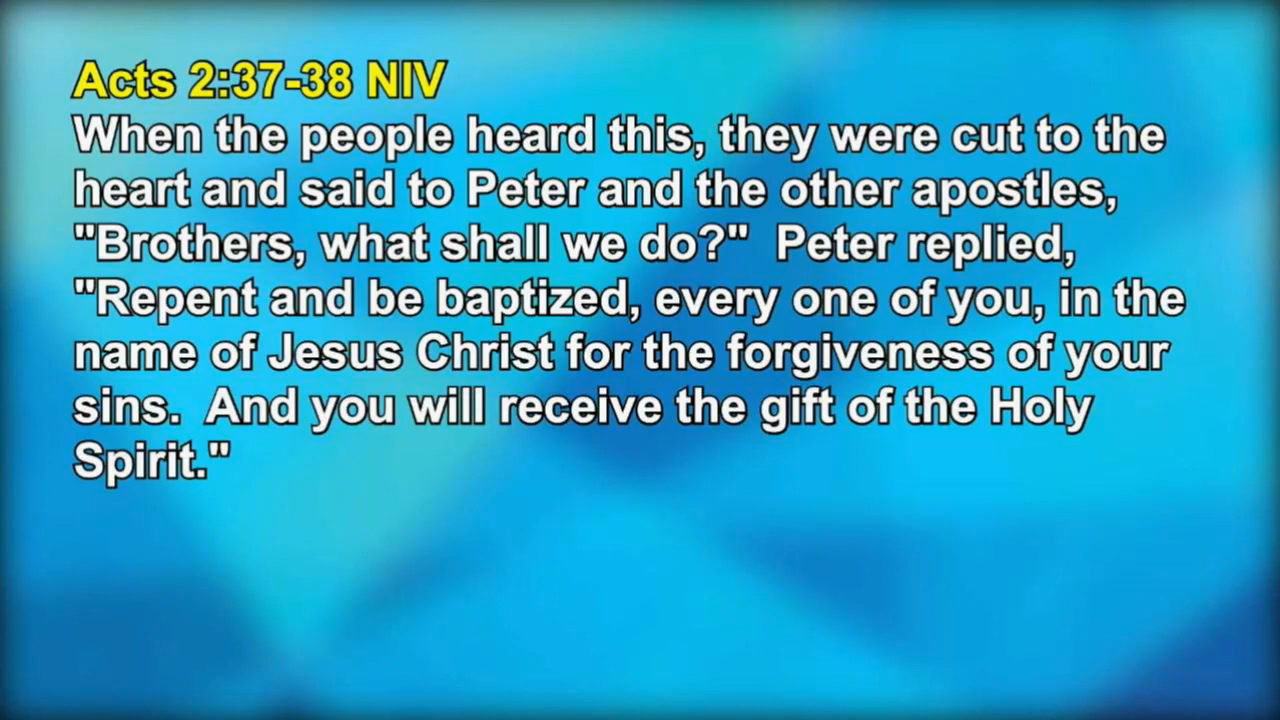 Acts 2:37-38 NIV
When the people heard this, they were cut to the
heart and said to Peter and the other apostles,
"Brothers, what shall we do?"  Peter replied,
"Repent and be baptized, every one of you, in the
name of Jesus Christ for the forgiveness of your
sins.  And you will receive the gift of the Holy
Spirit."